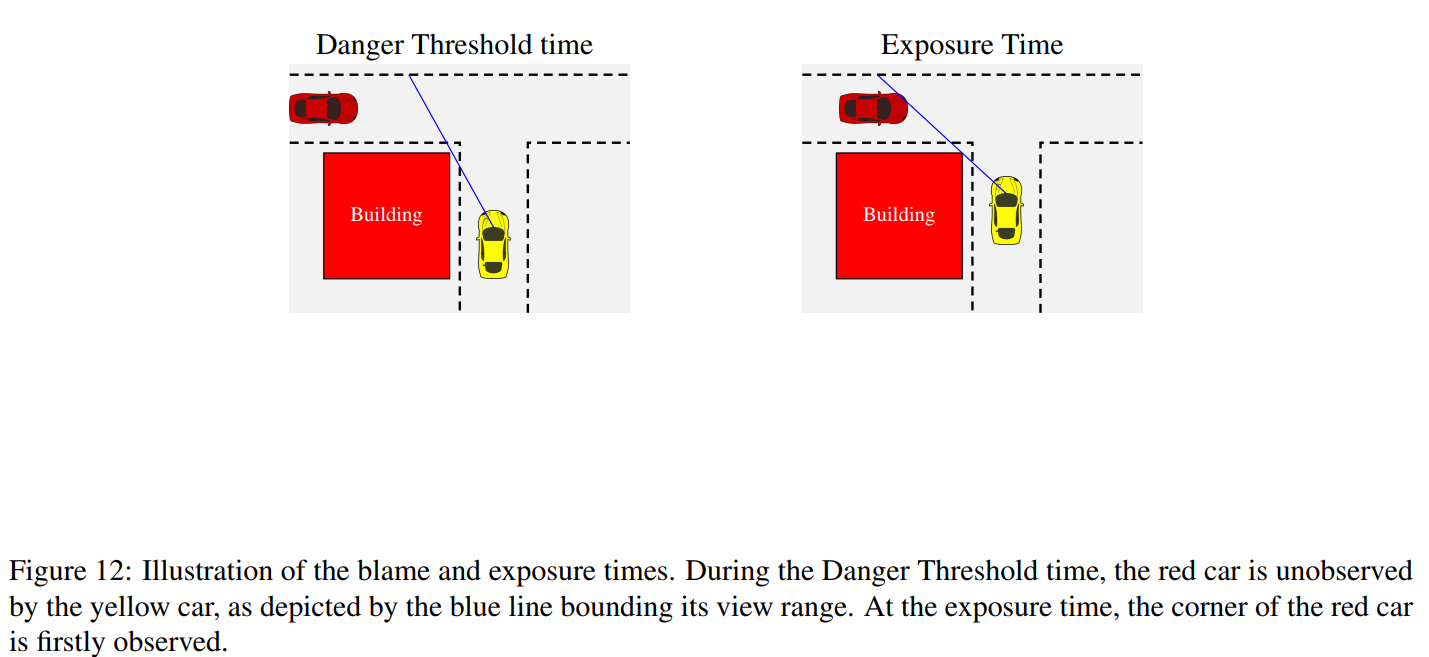 Danger Threshold time
Exposure Time
Building
Building
Figure 12: Illustration of the blame and exposure times. During the Danger Threshold time, the red car is unobserved
by the yellow car, as depicted by the blue line bounding its view range. At the exposure time, the corner of the red car
is firstly observed.